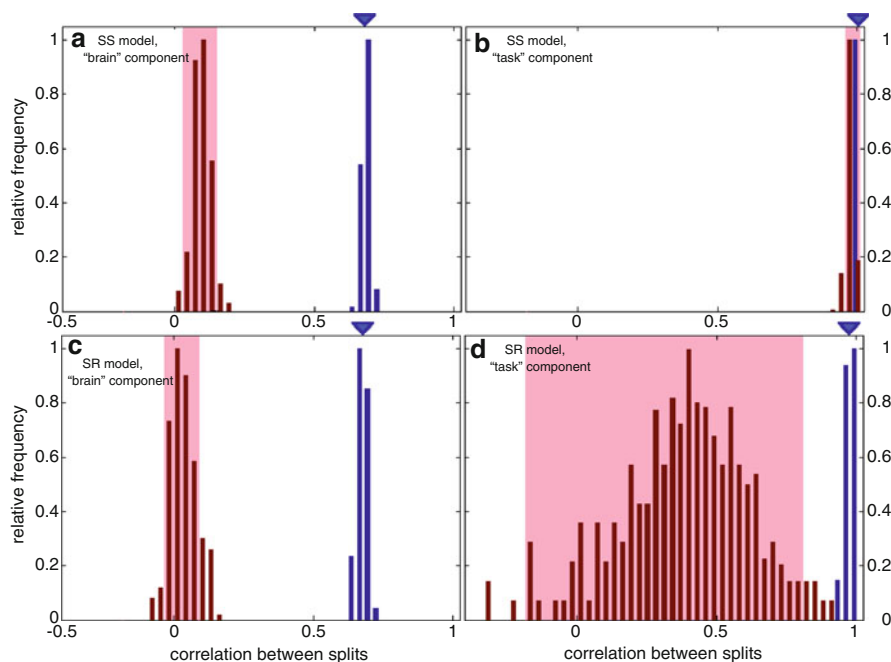 a
SS model,
"brain" component
b
SS model,
"task" component
relative frequency
1
0.8
0.6
0.4
0.2
0
1
0.8
0.6
0.4
0.2
0
-0.5
0
0.5
1
0
0.5
1
c
SR model,
"brain" component
d
SR model,
"task" component
relative frequency
1
0.8
0.6
0.4
0.2
0
1
0.8
0.6
0.4
0.2
0
-0.5
0
0.5
1
0
0.5
1
correlation between splits
correlation between splits